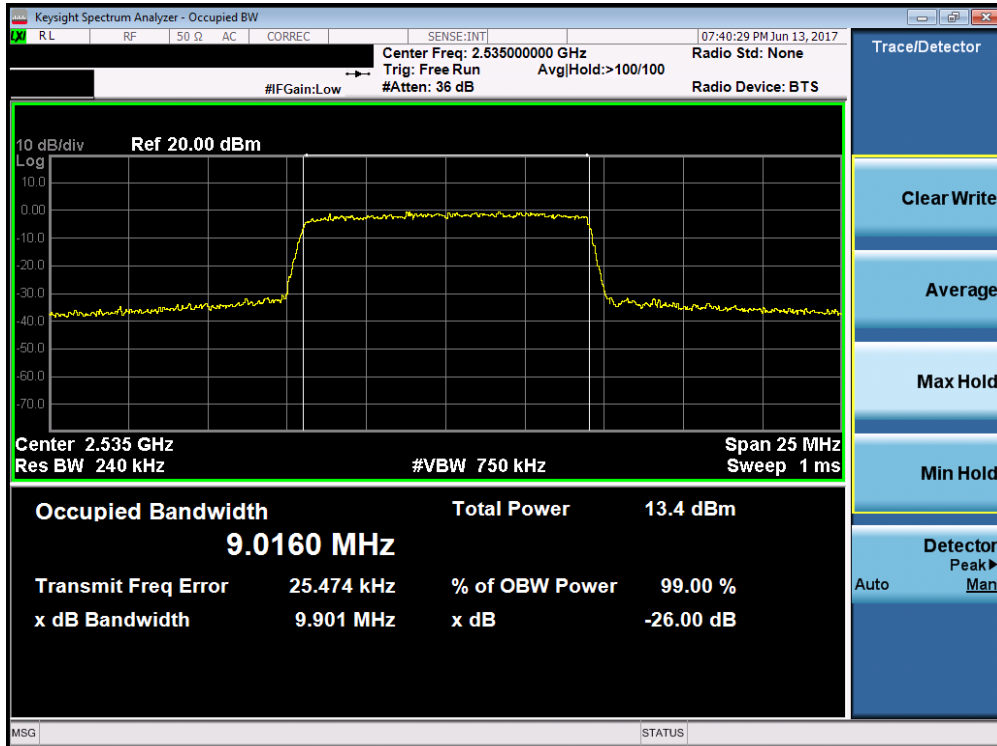 Keysight Spectrum Analyzer - Occupied BW
LXI RL RF 50 Ω AC CORREC SENSE:INT 07:40:29 PM Jun 13, 2017
Center Freq: 2.535000000 GHz Radio Std: None
Trig: Free Run Avg|Hold:>100/100
#IFGain:Low #Atten: 36 dB Radio Device: BTS
10 dB/div Ref 20.00 dBm
Log
10.0
0.00
-10.0
-20.0
-30.0
-40.0
-50.0
-60.0
-70.0
Center 2.535 GHz Span 25 MHz
Res BW 240 kHz #VBW 750 kHz Sweep 1 ms
Occupied Bandwidth Total Power 13.4 dBm
9.0160 MHz
Transmit Freq Error 25.474 kHz % of OBW Power 99.00 %
x dB Bandwidth 9.901 MHz x dB -26.00 dB
Trace/Detector
Clear Write
Average
Max Hold
Min Hold
Detector
Peak▶
Auto Man
MSG STATUS